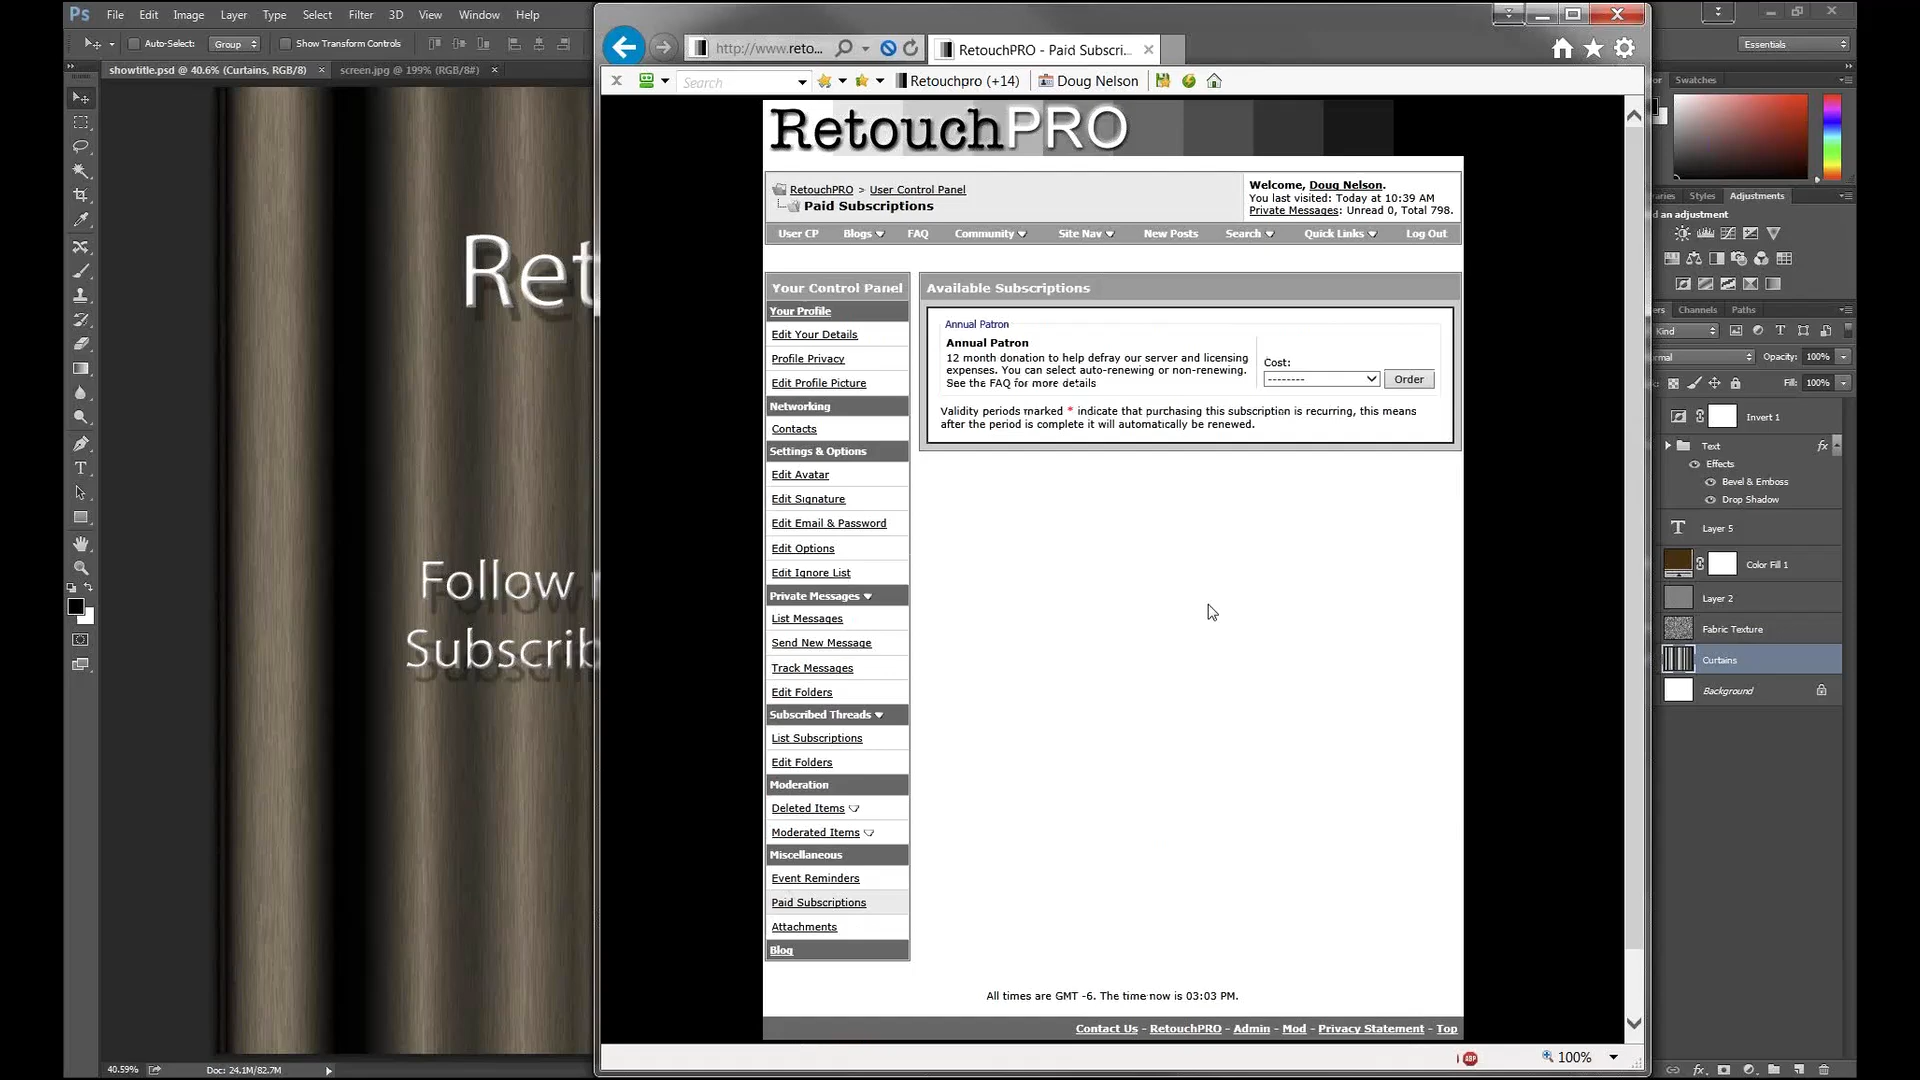 Ps File Edit Image Layer Type Select Filter 3D View Window Help
Auto-Select: Group Show Transform Controls
Essentials
showtitle.psd @ 40.6% (Curtains, RGB/8) × screen.jpg @ 199% (RGB/8#) ×
http://www.reto...
RetouchPRO - Paid Subscri...
Search
Retouchpro (+14)
Doug Nelson
RetouchPRO
RetouchPRO > User Control Panel
Paid Subscriptions
Welcome, Doug Nelson.
You last visited: Today at 10:39 AM
Private Messages: Unread 0, Total 798.
User CP Blogs FAQ Community Site Nav New Posts Search Quick Links Log Out
Your Control Panel
Your Profile
Edit Your Details
Profile Privacy
Edit Profile Picture
Networking
Contacts
Settings & Options
Edit Avatar
Edit Signature
Edit Email & Password
Edit Options
Edit Ignore List
Private Messages
List Messages
Send New Message
Track Messages
Edit Folders
Subscribed Threads
List Subscriptions
Edit Folders
Moderation
Deleted Items
Moderated Items
Miscellaneous
Event Reminders
Paid Subscriptions
Attachments
Blog
Available Subscriptions
Annual Patron
Annual Patron
12 month donation to help defray our server and licensing
expenses. You can select auto-renewing or non-renewing.
See the FAQ for more details
Cost:
-------- Order
Validity periods marked * indicate that purchasing this subscription is recurring, this means
after the period is complete it will automatically be renewed.
All times are GMT -6. The time now is 03:03 PM.
Contact Us - RetouchPRO - Admin - Mod - Privacy Statement - Top
ABP
100%
Ret
Follow
Subscrib
40.59% Doc: 24.1M/82.7M
or Swatches
raries Styles Adjustments
d an adjustment
ers Channels Paths
Kind
rmal Opacity: 100%
Fill: 100%
Invert 1
Text fx
Effects
Bevel & Emboss
Drop Shadow
T Layer 5
Color Fill 1
Layer 2
Fabric Texture
Curtains
Background
fx